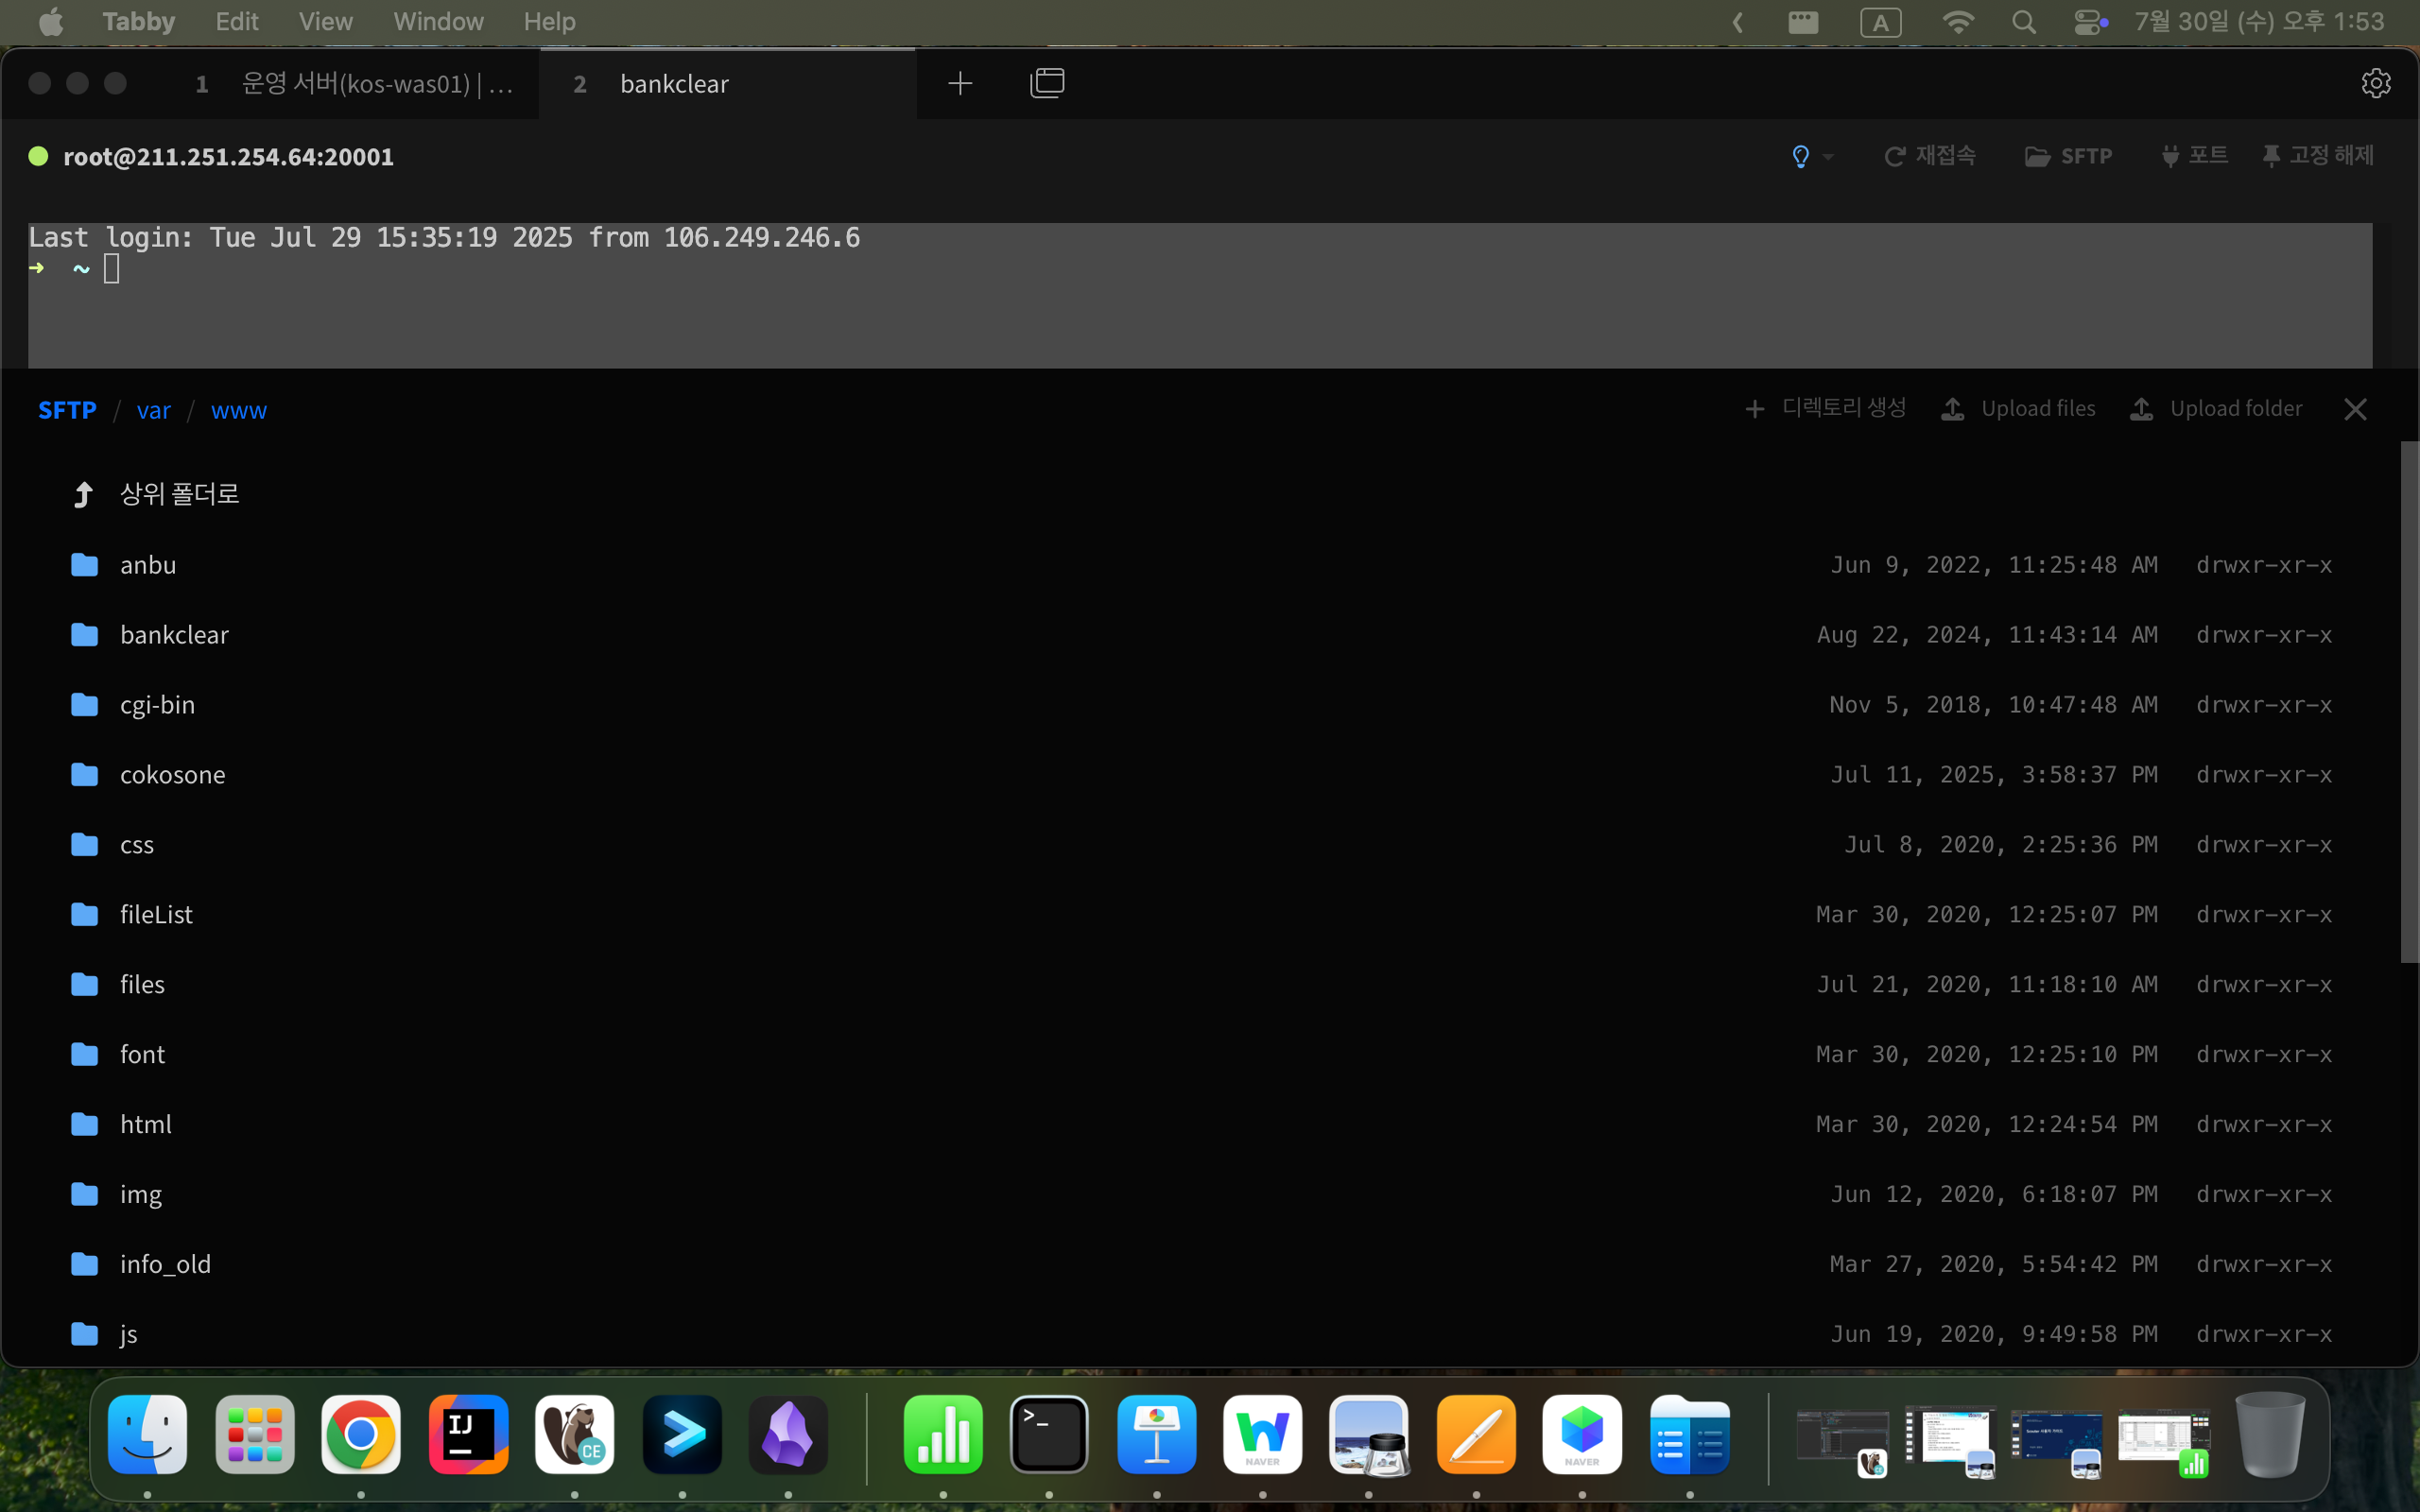 Tabby Edit View Window Help
A 7월 30일 (수) 오후 1:53
1 운영 서버(kos-was01) | ...
2 bankclear
root@211.251.254.64:20001
재접속 SFTP 포트 고정 해제
Last login: Tue Jul 29 15:35:19 2025 from 106.249.246.6
➜ ~
SFTP / var / www
+ 디렉토리 생성 Upload files Upload folder
상위 폴더로
anbu Jun 9, 2022, 11:25:48 AM drwxr-xr-x
bankclear Aug 22, 2024, 11:43:14 AM drwxr-xr-x
cgi-bin Nov 5, 2018, 10:47:48 AM drwxr-xr-x
cokosone Jul 11, 2025, 3:58:37 PM drwxr-xr-x
css Jul 8, 2020, 2:25:36 PM drwxr-xr-x
fileList Mar 30, 2020, 12:25:07 PM drwxr-xr-x
files Jul 21, 2020, 11:18:10 AM drwxr-xr-x
font Mar 30, 2020, 12:25:10 PM drwxr-xr-x
html Mar 30, 2020, 12:24:54 PM drwxr-xr-x
img Jun 12, 2020, 6:18:07 PM drwxr-xr-x
info_old Mar 27, 2020, 5:54:42 PM drwxr-xr-x
js Jun 19, 2020, 9:49:58 PM drwxr-xr-x
IJ
CE
>_
NAVER
NAVER